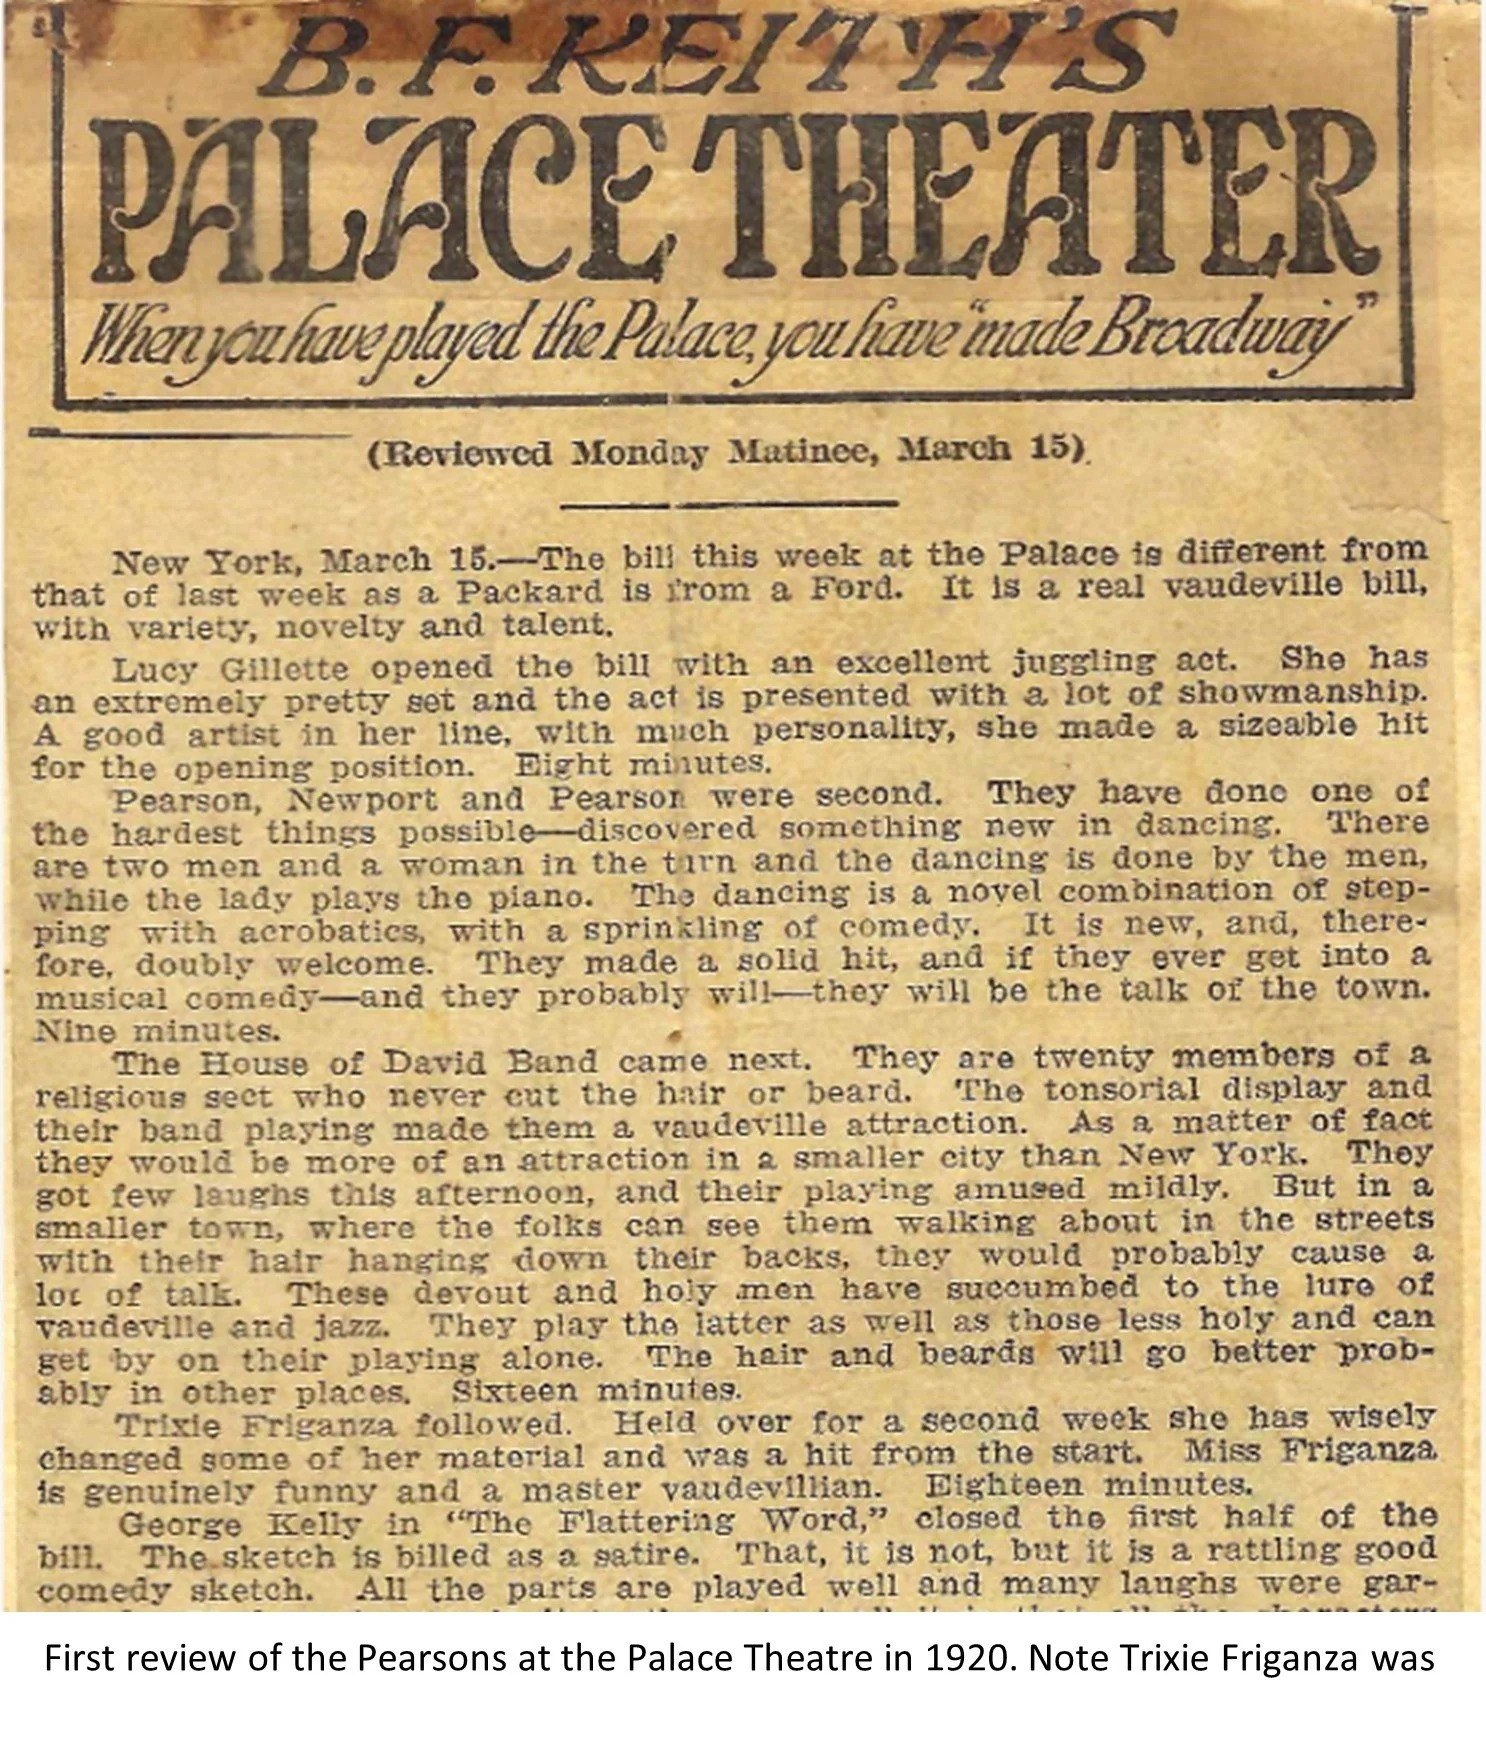 B. F. KEITH'S
PALACE THEATER
When you have played the Palace, you have "made Broadway"
(Reviewed Monday Matinee, March 15).
New York, March 15.—The bill this week at the Palace is different from
that of last week as a Packard is from a Ford. It is a real vaudeville bill,
with variety, novelty and talent.
Lucy Gillette opened the bill with an excellent juggling act. She has
an extremely pretty set and the act is presented with a lot of showmanship.
A good artist in her line, with much personality, she made a sizeable hit
for the opening position. Eight minutes.
Pearson, Newport and Pearson were second. They have done one of
the hardest things possible—discovered something new in dancing. There
are two men and a woman in the turn and the dancing is done by the men,
while the lady plays the piano. The dancing is a novel combination of step-
ping with acrobatics, with a sprinkling of comedy. It is new, and, there-
fore, doubly welcome. They made a solid hit, and if they ever get into a
musical comedy—and they probably will—they will be the talk of the town.
Nine minutes.
The House of David Band came next. They are twenty members of a
religious sect who never cut the hair or beard. The tonsorial display and
their band playing made them a vaudeville attraction. As a matter of fact
they would be more of an attraction in a smaller city than New York. They
got few laughs this afternoon, and their playing amused mildly. But in a
smaller town, where the folks can see them walking about in the streets
with their hair hanging down their backs, they would probably cause a
lot of talk. These devout and holy men have succumbed to the lure of
vaudeville and jazz. They play the latter as well as those less holy and can
get by on their playing alone. The hair and beards will go better prob-
ably in other places. Sixteen minutes.
Trixie Friganza followed. Held over for a second week she has wisely
changed some of her material and was a hit from the start. Miss Friganza
is genuinely funny and a master vaudevillian. Eighteen minutes.
George Kelly in "The Flattering Word," closed the first half of the
bill. The sketch is billed as a satire. That, it is not, but it is a rattling good
comedy sketch. All the parts are played well and many laughs were gar-
First review of the Pearsons at the Palace Theatre in 1920. Note Trixie Friganza was